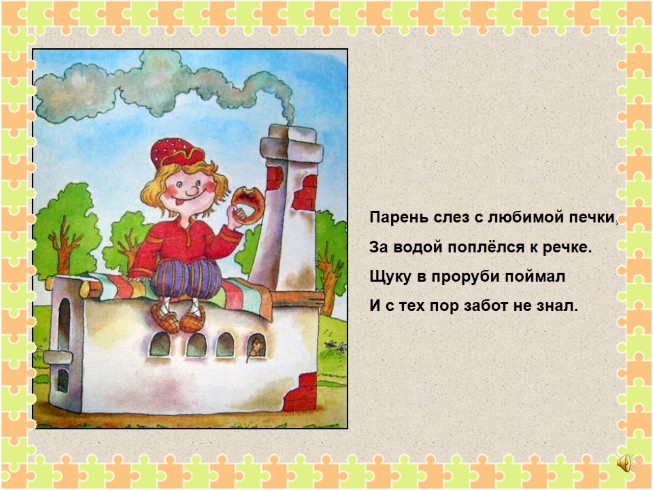 Парень слез с любимой печки,
За водой поплёлся к речке.
Щуку в проруби поймал
И с тех пор забот не знал.